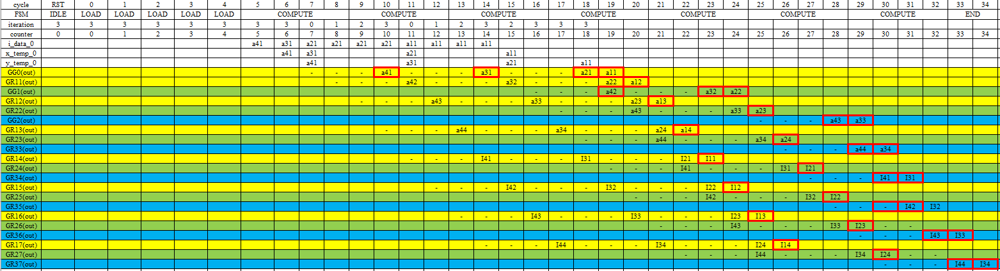 cycle RST 0 1 2 3 4 5 6 7 8 9 10 11 12 13 14 15 16 17 18 19 20 21 22 23 24 25 26 27 28 29 30 31 32 33 34
FSM IDLE LOAD LOAD LOAD LOAD LOAD COMPUTE COMPUTE COMPUTE COMPUTE COMPUTE COMPUTE COMPUTE END
iteration 3 3 3 3 3 3 3 3 0 1 2 3 0 1 2 3 2 3 3 3
counter 0 0 1 2 3 4 5 6 7 8 9 10 11 12 13 14 15 16 17 18 19 20 21 22 23 24 25 26 27 28 29 30 31 32 33 34
i_data_0 a41 a31 a21 a21 a21 a21 a11 a11 a11 a11
x_temp_0 a41 a31 a21 a11
y_temp_0 a41 a31 a21 a11
GG0(out) - - - a41 - - - a31 - - - a21 a11
GR11(out) - - - a42 - - - a32 - - - a22 a12
GG1(out) - - - a42 - - - a32 a22
GR12(out) - - - a43 - - - a33 - - - a23 a13
GR22(out) - - - a43 - - - a33 a23
GG2(out) - - - a43 a33
GR13(out) - - - a44 - - - a34 - - - a24 a14
GR23(out) - - - a44 - - - a34 a24
GR33(out) - - - a44 a34
GR14(out) - - - I41 - - - I31 - - - I21 I11
GR24(out) - - - I41 - - - I31 I21
GR34(out) - - - I41 I31
GR15(out) - - - I42 - - - I32 - - - I22 I12
GR25(out) - - - I42 - - - I32 I22
GR35(out) - - - I42 I32
GR16(out) - - - I43 - - - I33 - - - I23 I13
GR26(out) - - - I43 - - - I33 I23 - -
GR36(out) - - - I43 I33
GR17(out) - - - I44 - - - I34 - - - I24 I14
GR27(out) - - - I44 - - - I34 I24 - -
GR37(out) - - - I44 I34